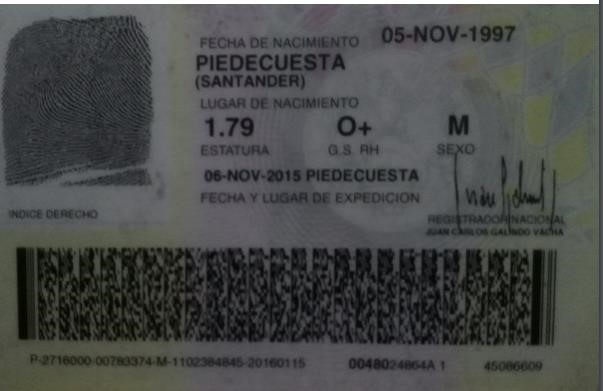 FECHA DE NACIMIENTO 05-NOV-1997
PIEDECUESTA
(SANTANDER)
LUGAR DE NACIMIENTO
1.79 O+ M
ESTATURA G.S. RH SEXO
06-NOV-2015 PIEDECUESTA
FECHA Y LUGAR DE EXPEDICION
REGISTRADOR NACIONAL
JUAN CARLOS GALINDO VACHA
INDICE DERECHO
P-2716000-00783374-M-1102384845-20160115 0048024864A 1 45086609